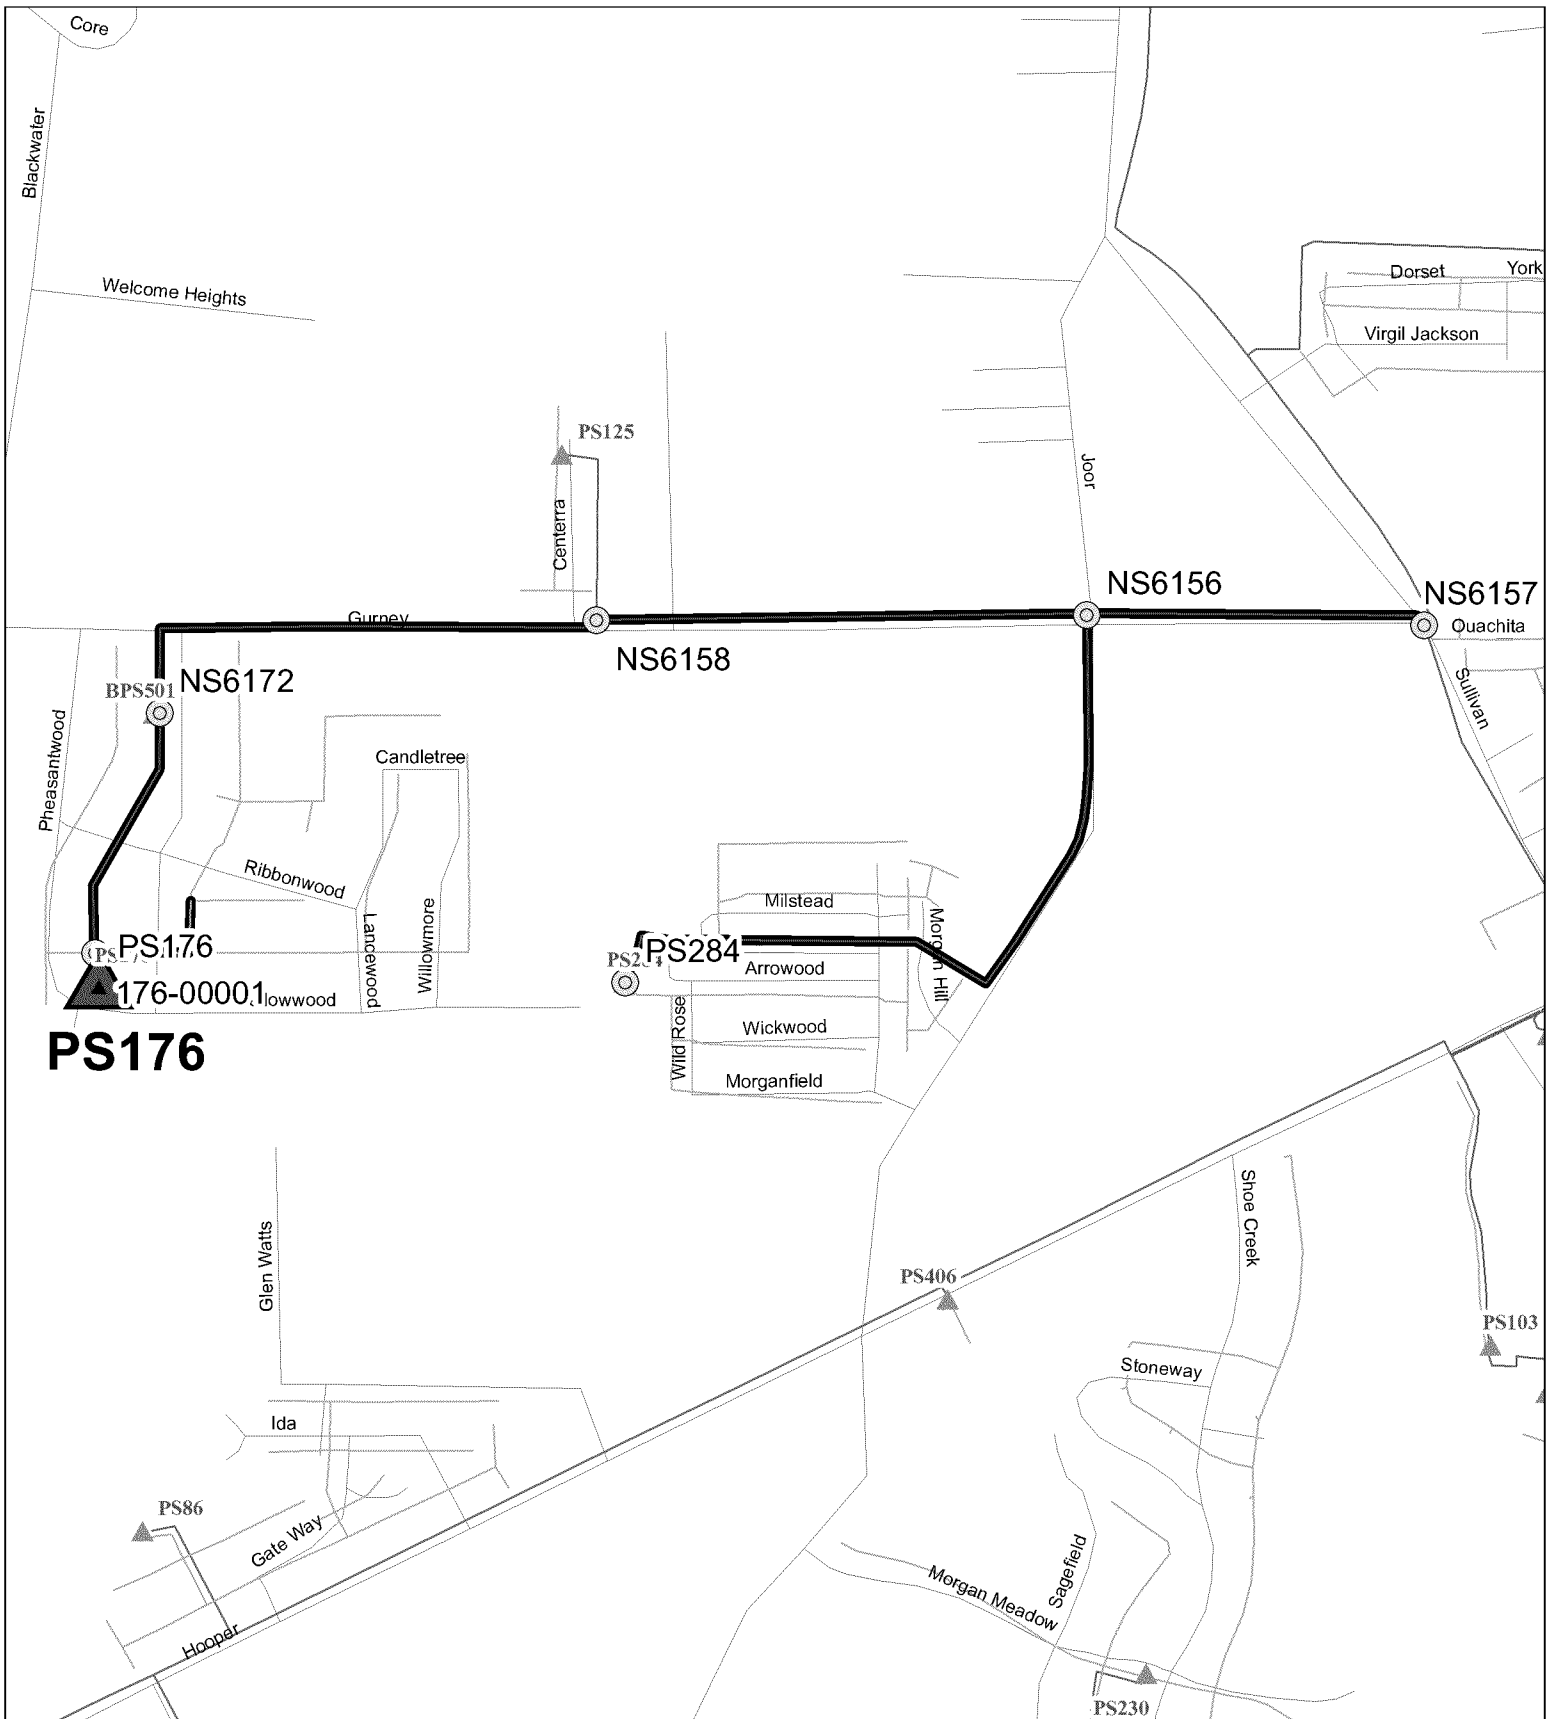 Core
Blackwater
Welcome Heights
Dorset
York
Virgil Jackson
PS125
Joor
Centerra
NS6156
NS6157
Gurney
Ouachita
NS6158
NS6172
BPS501
Sullivan
Pheasantwood
Candletree
Ribbonwood
Milstead
Lancewood
Willowmore
Morgan Hill
PS176
PS284
Arrowood
176-00001
lowwood
Wild Rose
Wickwood
PS176
Morganfield
Shoe Creek
Glen Watts
PS406
PS103
Stoneway
Ida
PS86
Gate Way
Sagefield
Morgan Meadow
Hooper
PS230